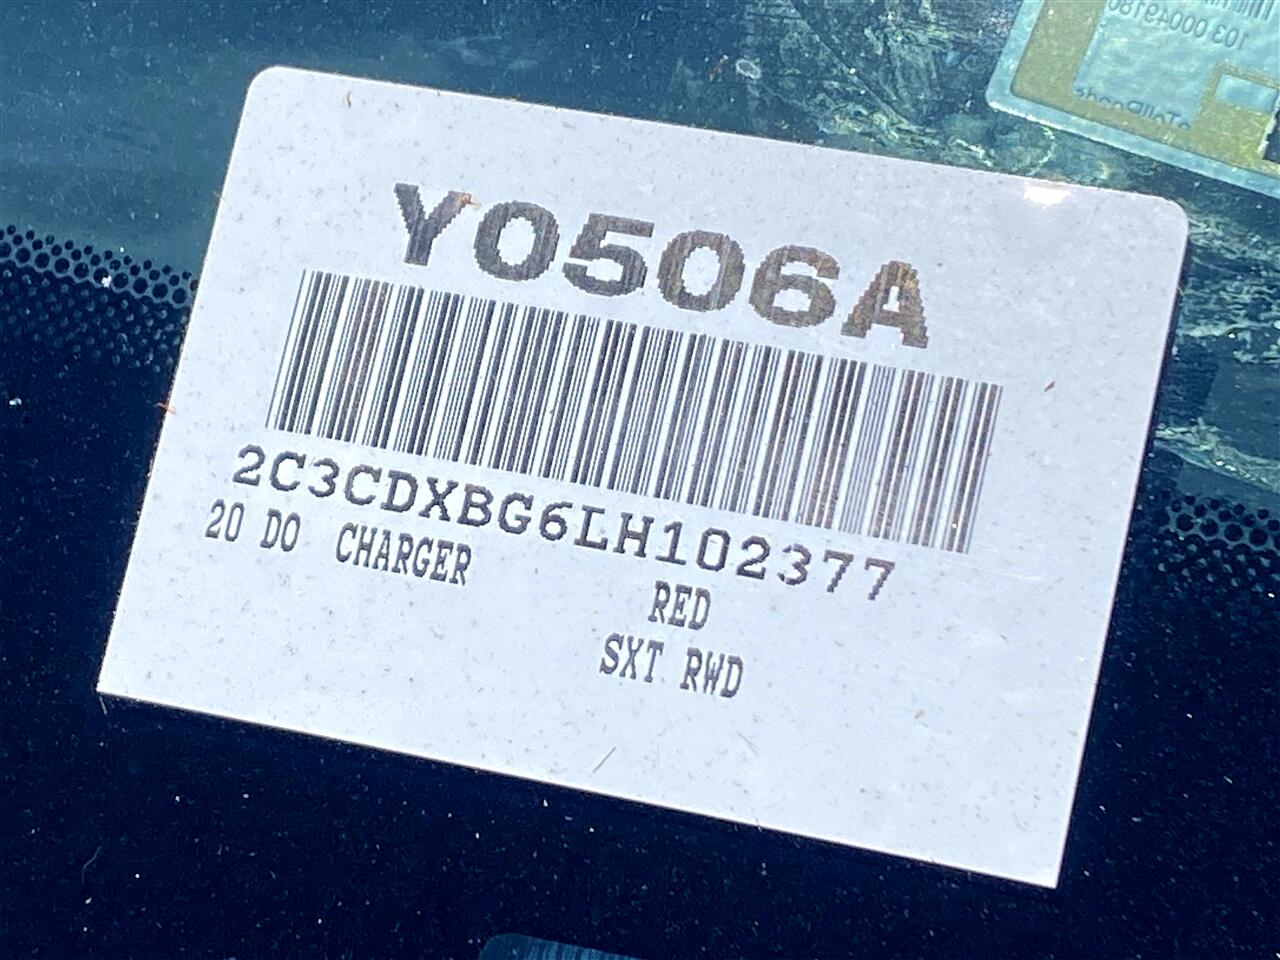 Y0506A
2C3CDXBG6LH102377
20 DO CHARGER
RED
SXT RWD